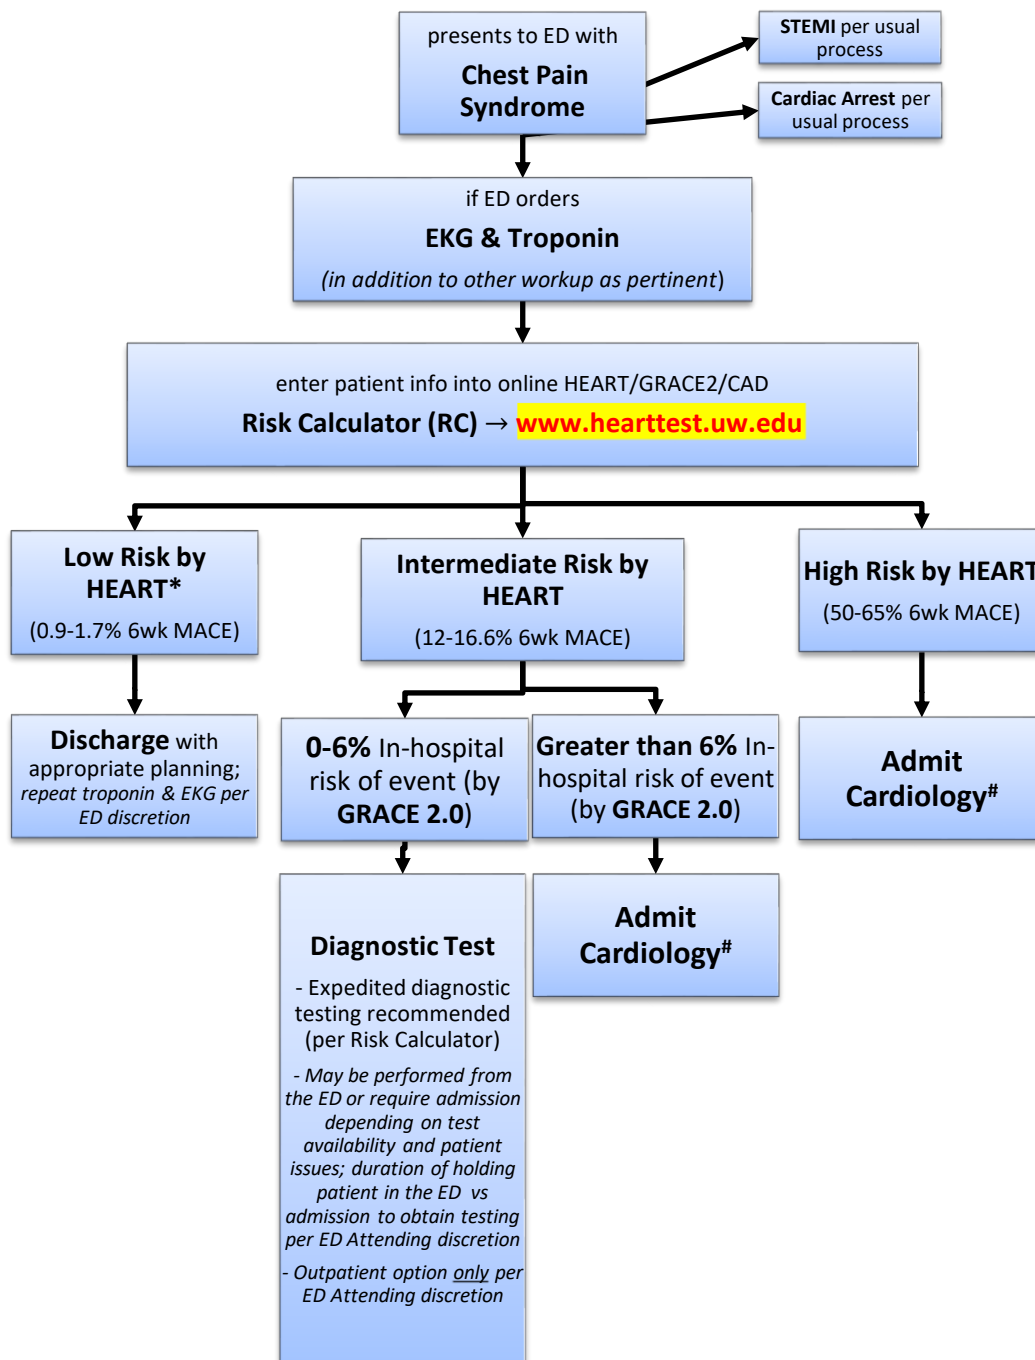 presents to ED with
Chest Pain
Syndrome
STEMI per usual
process
Cardiac Arrest per
usual process
if ED orders
EKG & Troponin
(in addition to other workup as pertinent)
enter patient info into online HEART/GRACE2/CAD
Risk Calculator (RC) → www.hearttest.uw.edu
Low Risk by
HEART*
(0.9-1.7% 6wk MACE)
Intermediate Risk by
HEART
(12-16.6% 6wk MACE)
High Risk by HEART
(50-65% 6wk MACE)
Discharge with
appropriate planning;
repeat troponin & EKG per
ED discretion
0-6% In-hospital
risk of event (by
GRACE 2.0)
Greater than 6% In-
hospital risk of event
(by GRACE 2.0)
Admit
Cardiology#
Diagnostic Test
- Expedited diagnostic
testing recommended
(per Risk Calculator)
- May be performed from
the ED or require admission
depending on test
availability and patient
issues; duration of holding
patient in the ED vs
admission to obtain testing
per ED Attending discretion
- Outpatient option only per
ED Attending discretion
Admit
Cardiology#